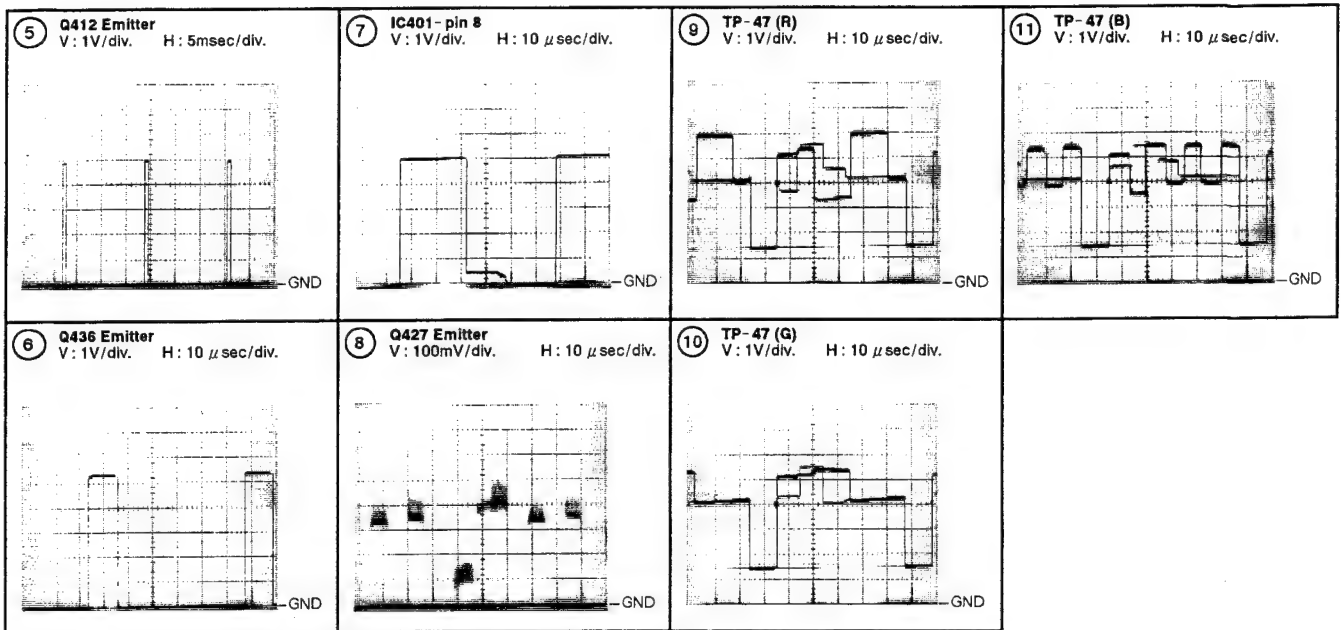 5 Q412 Emitter
V : 1V/div. H : 5msec/div.
GND
7 IC401- pin 8
V : 1V/div. H : 10 μsec/div.
GND
9 TP- 47 (R)
V : 1V/div. H : 10 μsec/div.
GND
11 TP- 47 (B)
V : 1V/div. H : 10 μsec/div.
GND
6 Q436 Emitter
V : 1V/div. H : 10 μsec/div.
GND
8 Q427 Emitter
V : 100mV/div. H : 10 μsec/div.
GND
10 TP- 47 (G)
V : 1V/div. H : 10 μsec/div.
GND